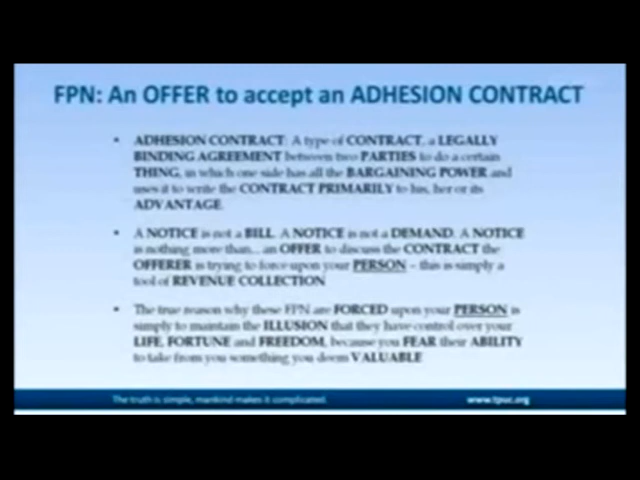 FPN: An OFFER to accept an ADHESION CONTRACT
• ADHESION CONTRACT: A type of CONTRACT, a LEGALLY
BINDING AGREEMENT between two PARTIES to do a certain
THING, in which one side has all the BARGAINING POWER and
uses it to write the CONTRACT PRIMARILY to his, her or its
ADVANTAGE.
• A NOTICE is not a BILL. A NOTICE is not a DEMAND. A NOTICE
is nothing more than... an OFFER to discuss the CONTRACT the
OFFERER is trying to force upon your PERSON – this is simply a
tool of REVENUE COLLECTION
• The true reason why these FPN are FORCED upon your PERSON is
simply to maintain the ILLUSION that they have control over your
LIFE, FORTUNE and FREEDOM, because you FEAR their ABILITY
to take from you something you deem VALUABLE
The truth is simple, mankind makes it complicated.
www.tpuc.org